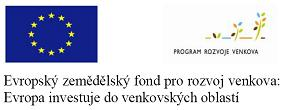 PROGRAM ROZVOJE VENKOVA
Evropský zemědělský fond pro rozvoj venkova:
Evropa investuje do venkovských oblastí